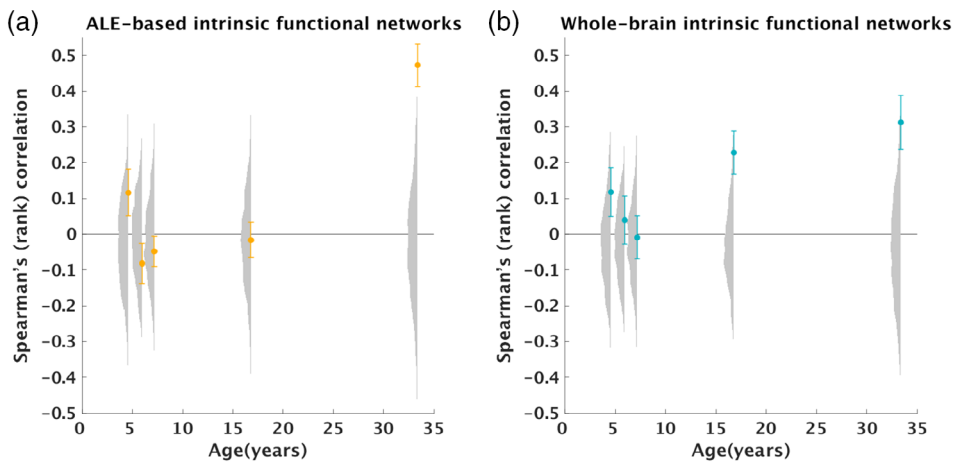 (a)
ALE-based intrinsic functional networks
Spearman's (rank) correlation
0.5
0.4
0.3
0.2
0.1
0
-0.1
-0.2
-0.3
-0.4
-0.5
0 5 10 15 20 25 30 35
Age(years)
(b)
Whole-brain intrinsic functional networks
Spearman's (rank) correlation
0.5
0.4
0.3
0.2
0.1
0
-0.1
-0.2
-0.3
-0.4
-0.5
0 5 10 15 20 25 30 35
Age(years)